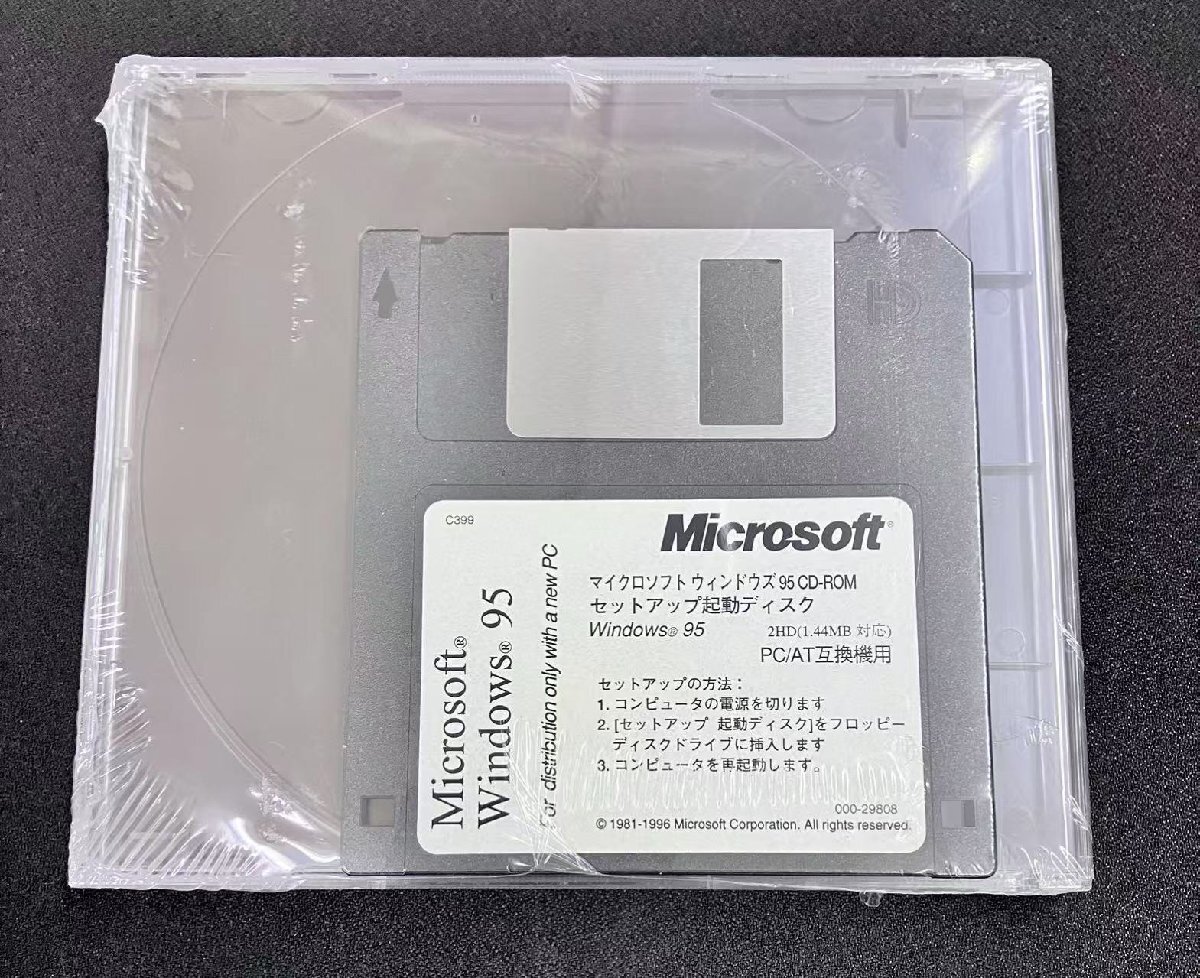 HD
C399
Microsoft®
Microsoft®
Windows® 95
For distribution only with a new PC
マイクロソフト ウィンドウズ 95 CD-ROM
セットアップ起動ディスク
Windows® 95 2HD(1.44MB 対応)
PC/AT互換機用
セットアップの方法：
1. コンピュータの電源を切ります
2. [セットアップ 起動ディスク]をフロッピー
ディスクドライブに挿入します
3. コンピュータを再起動します。
000-29808
© 1981-1996 Microsoft Corporation. All rights reserved.